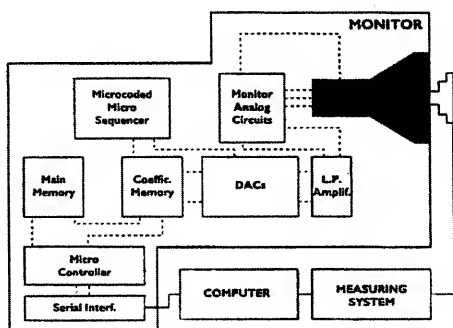 MONITOR
Microcoded
Micro
Sequencer
Monitor
Analog
Circuits
Main
Memory
Coeffic.
Memory
DACs
L.F.
Amplif.
Micro
Controller
Serial Interf.
COMPUTER
MEASURING
SYSTEM